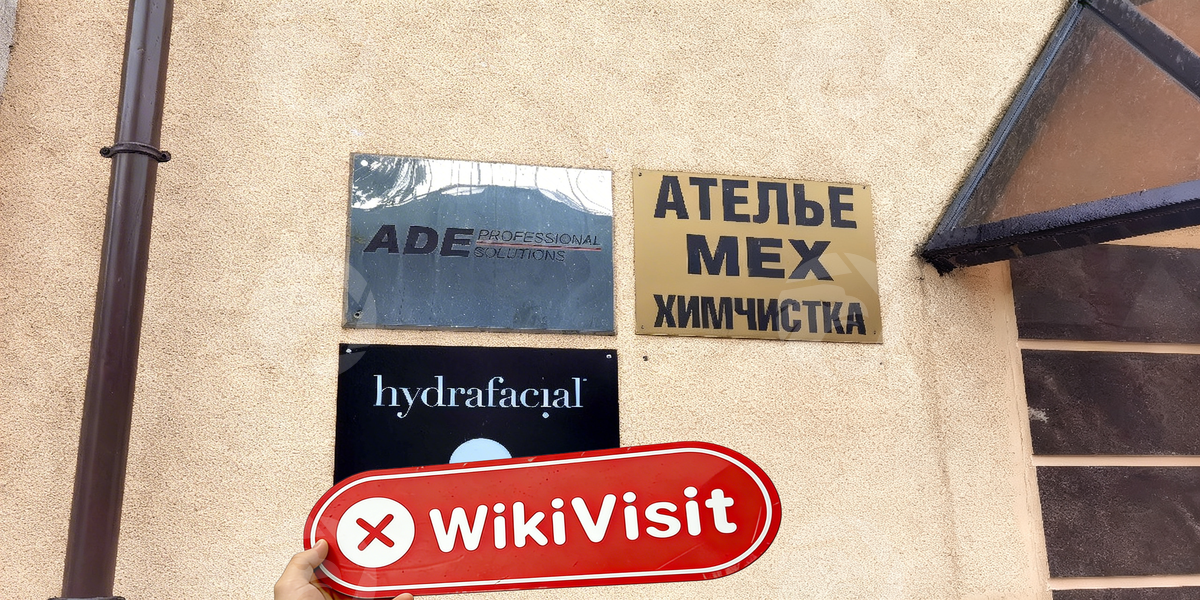 ADE PROFESSIONAL
SOLUTIONS
АТЕЛЬЕ
МЕХ
ХИМЧИСТКА
hydrafacial
WikiVisit